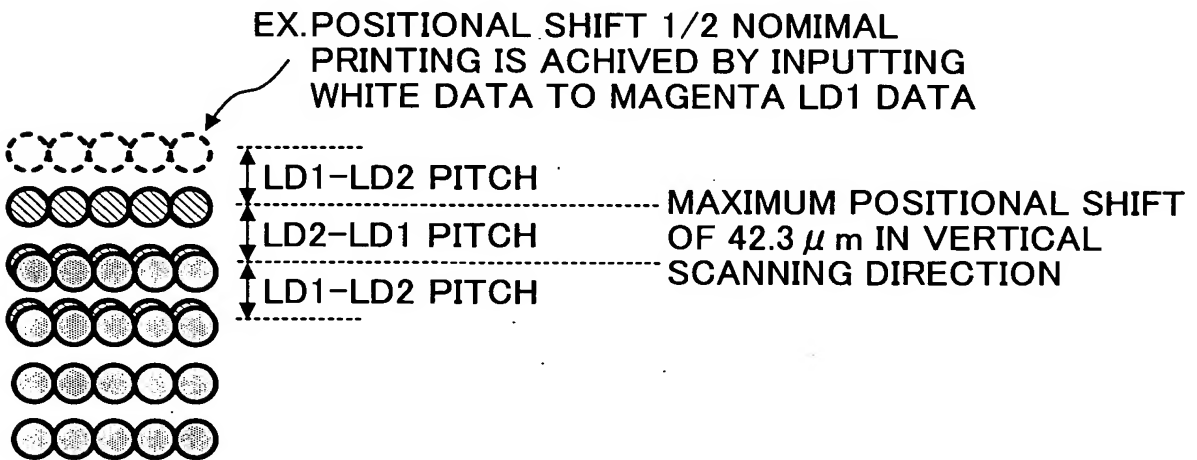 EX.POSITIONAL SHIFT 1/2 NOMIMAL
PRINTING IS ACHIVED BY INPUTTING
WHITE DATA TO MAGENTA LD1 DATA
LD1-LD2 PITCH
LD2-LD1 PITCH
LD1-LD2 PITCH
MAXIMUM POSITIONAL SHIFT
OF 42.3 μm IN VERTICAL
SCANNING DIRECTION